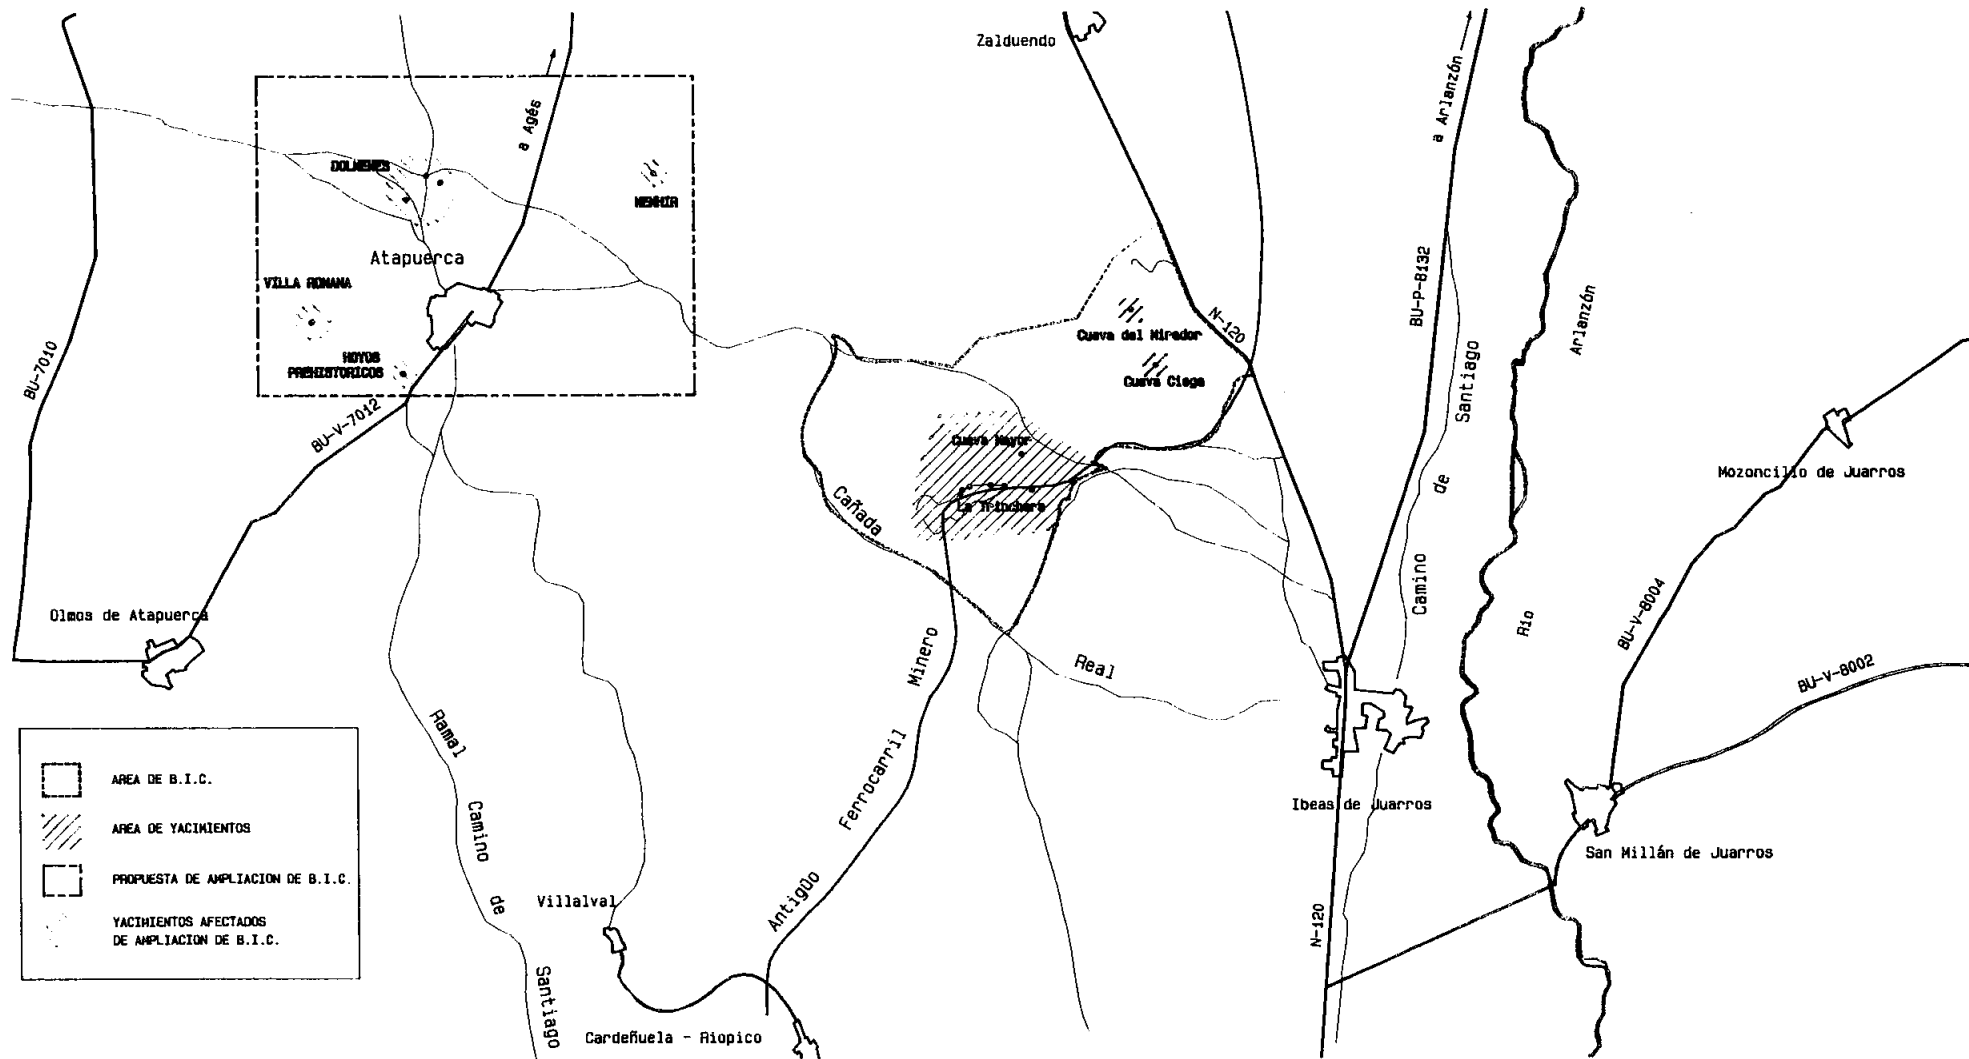 Zalduendo
a Arlanzón
a Agés
DOLMENES
MENHIR
Atapuerca
VILLA ROMANA
HOYOS
PREHISTORICOS
BU-7010
BU-V-7012
Cueva del Mirador
Cueva Ciega
N-120
BU-P-8132
Arlanzón
Santiago
de
Camino
Río
Cueva Mayor
La Trinchera
Cañada
Real
Mozoncillo de Juarros
BU-V-8004
BU-V-8002
Olmos de Atapuerca
Ramal
Camino
de
Santiago
Minero
Ferrocarril
Antigüo
Ibeas de Juarros
San Millán de Juarros
N-120
Villalval
Cardeñuela - Riopico
AREA DE B.I.C.
AREA DE YACIMIENTOS
PROPUESTA DE AMPLIACION DE B.I.C.
YACIMIENTOS AFECTADOS
DE AMPLIACION DE B.I.C.